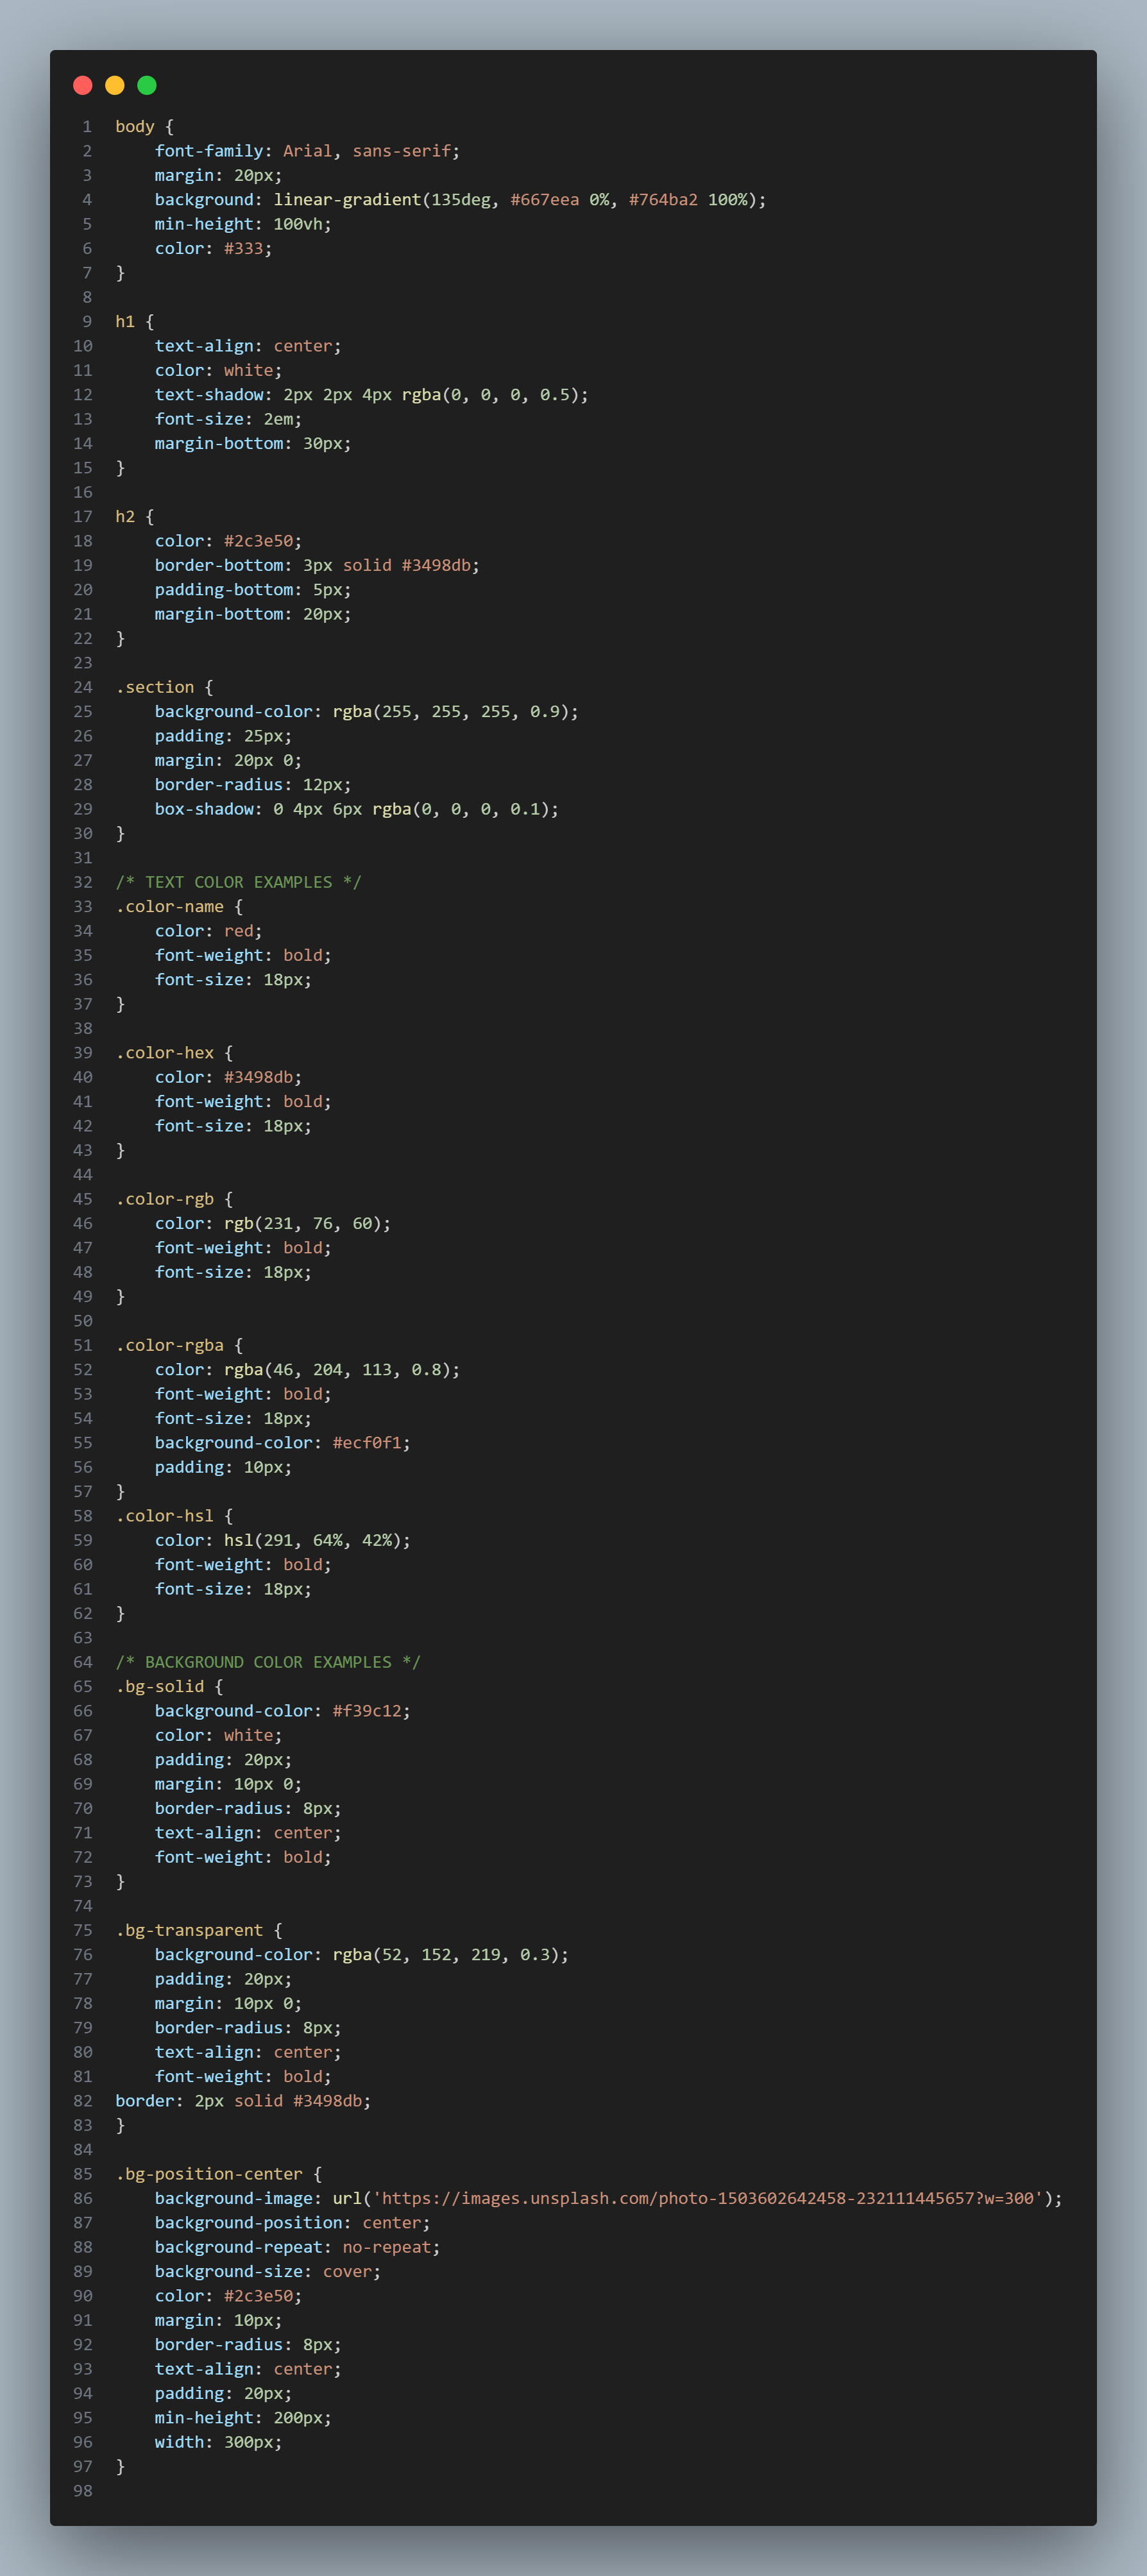 1 body {
2     font-family: Arial, sans-serif;
3     margin: 20px;
4     background: linear-gradient(135deg, #667eea 0%, #764ba2 100%);
5     min-height: 100vh;
6     color: #333;
7 }
8
9 h1 {
10     text-align: center;
11     color: white;
12     text-shadow: 2px 2px 4px rgba(0, 0, 0, 0.5);
13     font-size: 2em;
14     margin-bottom: 30px;
15 }
16
17 h2 {
18     color: #2c3e50;
19     border-bottom: 3px solid #3498db;
20     padding-bottom: 5px;
21     margin-bottom: 20px;
22 }
23
24 .section {
25     background-color: rgba(255, 255, 255, 0.9);
26     padding: 25px;
27     margin: 20px 0;
28     border-radius: 12px;
29     box-shadow: 0 4px 6px rgba(0, 0, 0, 0.1);
30 }
31
32 /* TEXT COLOR EXAMPLES */
33 .color-name {
34     color: red;
35     font-weight: bold;
36     font-size: 18px;
37 }
38
39 .color-hex {
40     color: #3498db;
41     font-weight: bold;
42     font-size: 18px;
43 }
44
45 .color-rgb {
46     color: rgb(231, 76, 60);
47     font-weight: bold;
48     font-size: 18px;
49 }
50
51 .color-rgba {
52     color: rgba(46, 204, 113, 0.8);
53     font-weight: bold;
54     font-size: 18px;
55     background-color: #ecf0f1;
56     padding: 10px;
57 }
58 .color-hsl {
59     color: hsl(291, 64%, 42%);
60     font-weight: bold;
61     font-size: 18px;
62 }
63
64 /* BACKGROUND COLOR EXAMPLES */
65 .bg-solid {
66     background-color: #f39c12;
67     color: white;
68     padding: 20px;
69     margin: 10px 0;
70     border-radius: 8px;
71     text-align: center;
72     font-weight: bold;
73 }
74
75 .bg-transparent {
76     background-color: rgba(52, 152, 219, 0.3);
77     padding: 20px;
78     margin: 10px 0;
79     border-radius: 8px;
80     text-align: center;
81     font-weight: bold;
82 border: 2px solid #3498db;
83 }
84
85 .bg-position-center {
86     background-image: url('https://images.unsplash.com/photo-1503602642458-232111445657?w=300');
87     background-position: center;
88     background-repeat: no-repeat;
89     background-size: cover;
90     color: #2c3e50;
91     margin: 10px;
92     border-radius: 8px;
93     text-align: center;
94     padding: 20px;
95     min-height: 200px;
96     width: 300px;
97 }
98